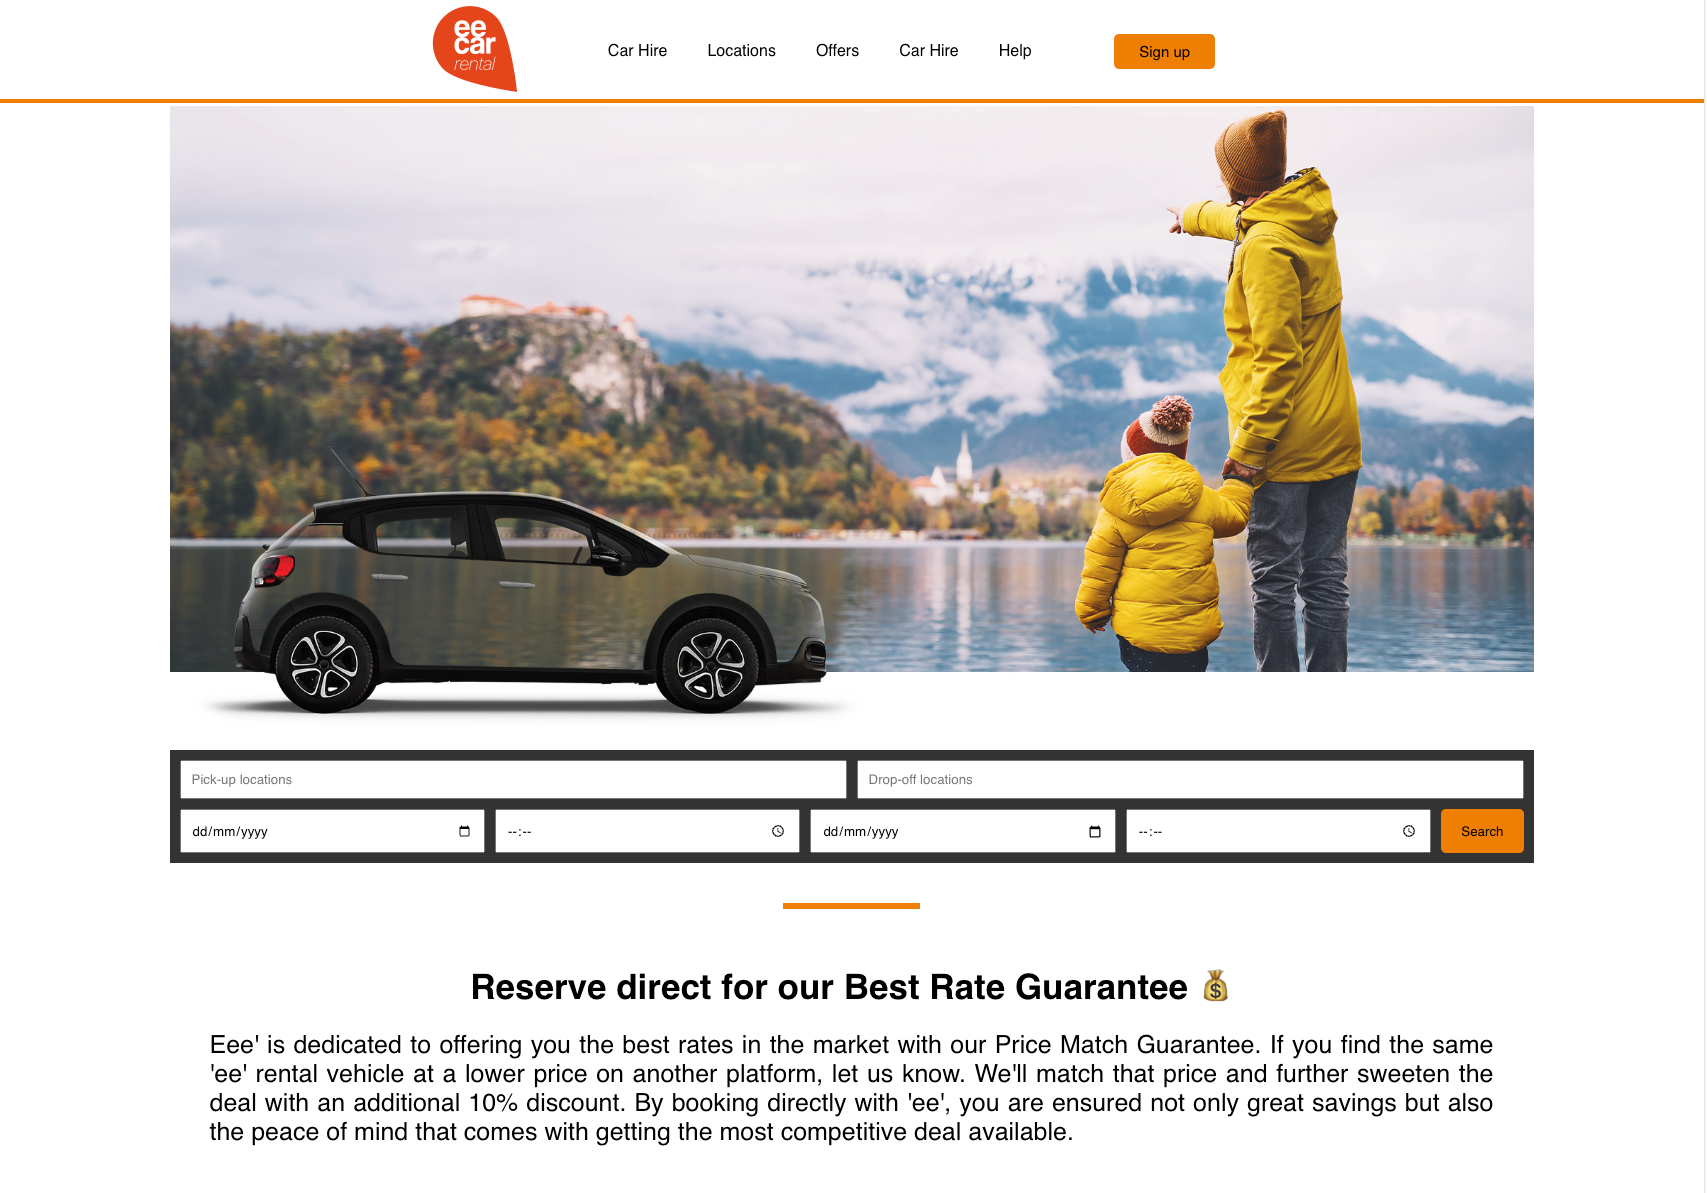 ee
car
rental
Car Hire
Locations
Offers
Car Hire
Help
Sign up
Pick-up locations
Drop-off locations
dd/mm/yyyy
--:--
dd/mm/yyyy
--:--
Search
Reserve direct for our Best Rate Guarantee 💰
Eee' is dedicated to offering you the best rates in the market with our Price Match Guarantee. If you find the same
'ee' rental vehicle at a lower price on another platform, let us know. We'll match that price and further sweeten the
deal with an additional 10% discount. By booking directly with 'ee', you are ensured not only great savings but also
the peace of mind that comes with getting the most competitive deal available.